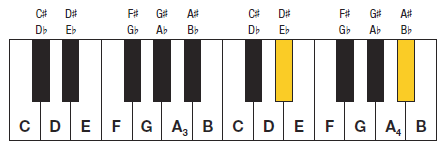 C# D# F# G# A# C# D# F# G# A#
D♭ E♭ G♭ A♭ B♭ D♭ E♭ G♭ A♭ B♭
C D E F G A3 B C D E F G A4 B